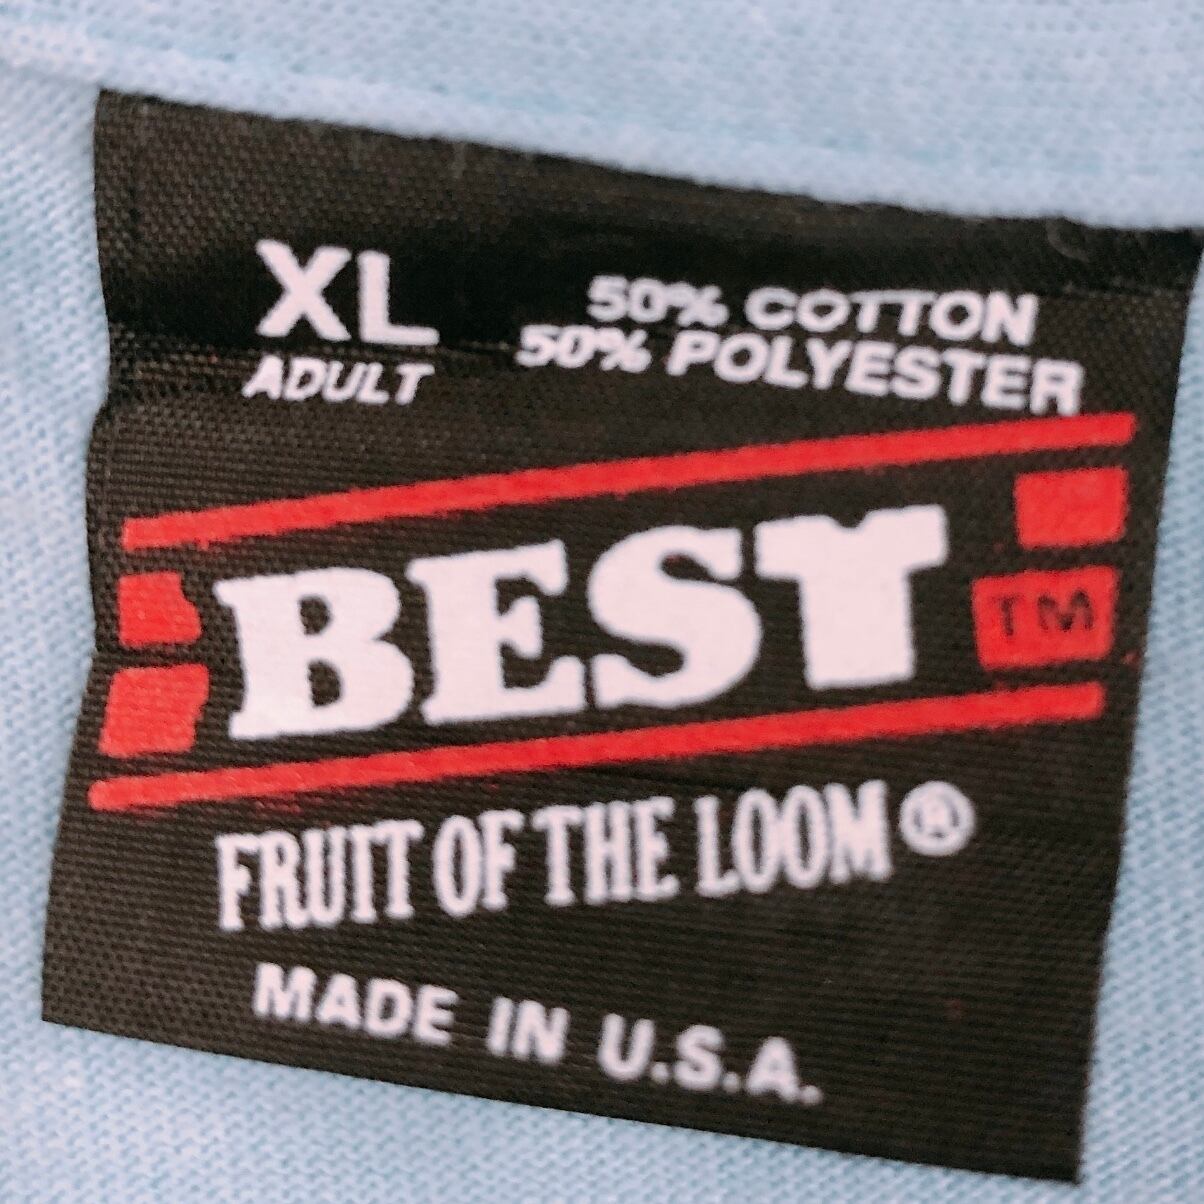 XL
ADULT
50% COTTON
50% POLYESTER
BEST
TM
FRUIT OF THE LOOM®
MADE IN U.S.A.